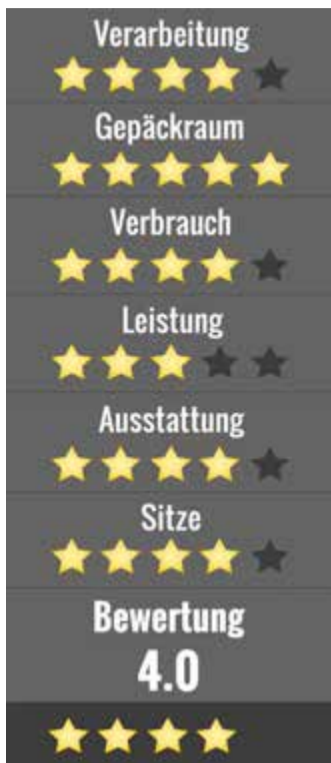 Verarbeitung
Gepäckraum
Verbrauch
Leistung
Ausstattung
Sitze
Bewertung
4.0